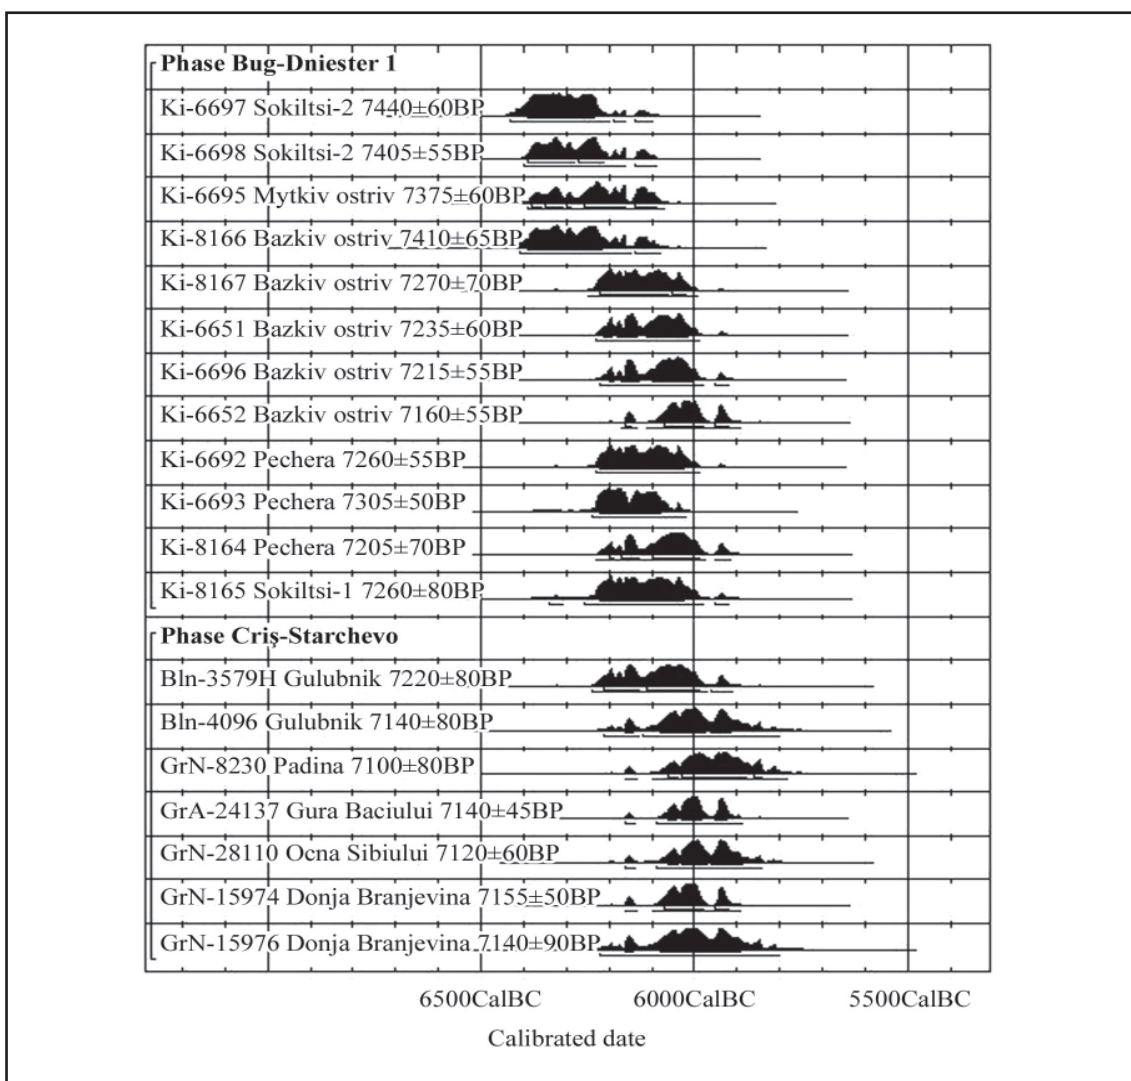 Phase Bug-Dniester 1
Ki-6697 Sokiltsi-2 7440±60BP
Ki-6698 Sokiltsi-2 7405±55BP
Ki-6695 Mytkiv ostriv 7375±60BP
Ki-8166 Bazkiv ostriv 7410±65BP
Ki-8167 Bazkiv ostriv 7270±70BP
Ki-6651 Bazkiv ostriv 7235±60BP
Ki-6696 Bazkiv ostriv 7215±55BP
Ki-6652 Bazkiv ostriv 7160±55BP
Ki-6692 Pechera 7260±55BP
Ki-6693 Pechera 7305±50BP
Ki-8164 Pechera 7205±70BP
Ki-8165 Sokiltsi-1 7260±80BP
Phase Criş-Starchevo
Bln-3579H Gulubnik 7220±80BP
Bln-4096 Gulubnik 7140±80BP
GrN-8230 Padina 7100±80BP
GrA-24137 Gura Baciului 7140±45BP
GrN-28110 Ocna Sibiului 7120±60BP
GrN-15974 Donja Branjevina 7155±50BP
GrN-15976 Donja Branjevina 7140±90BP
6500CalBC 6000CalBC 5500CalBC
Calibrated date